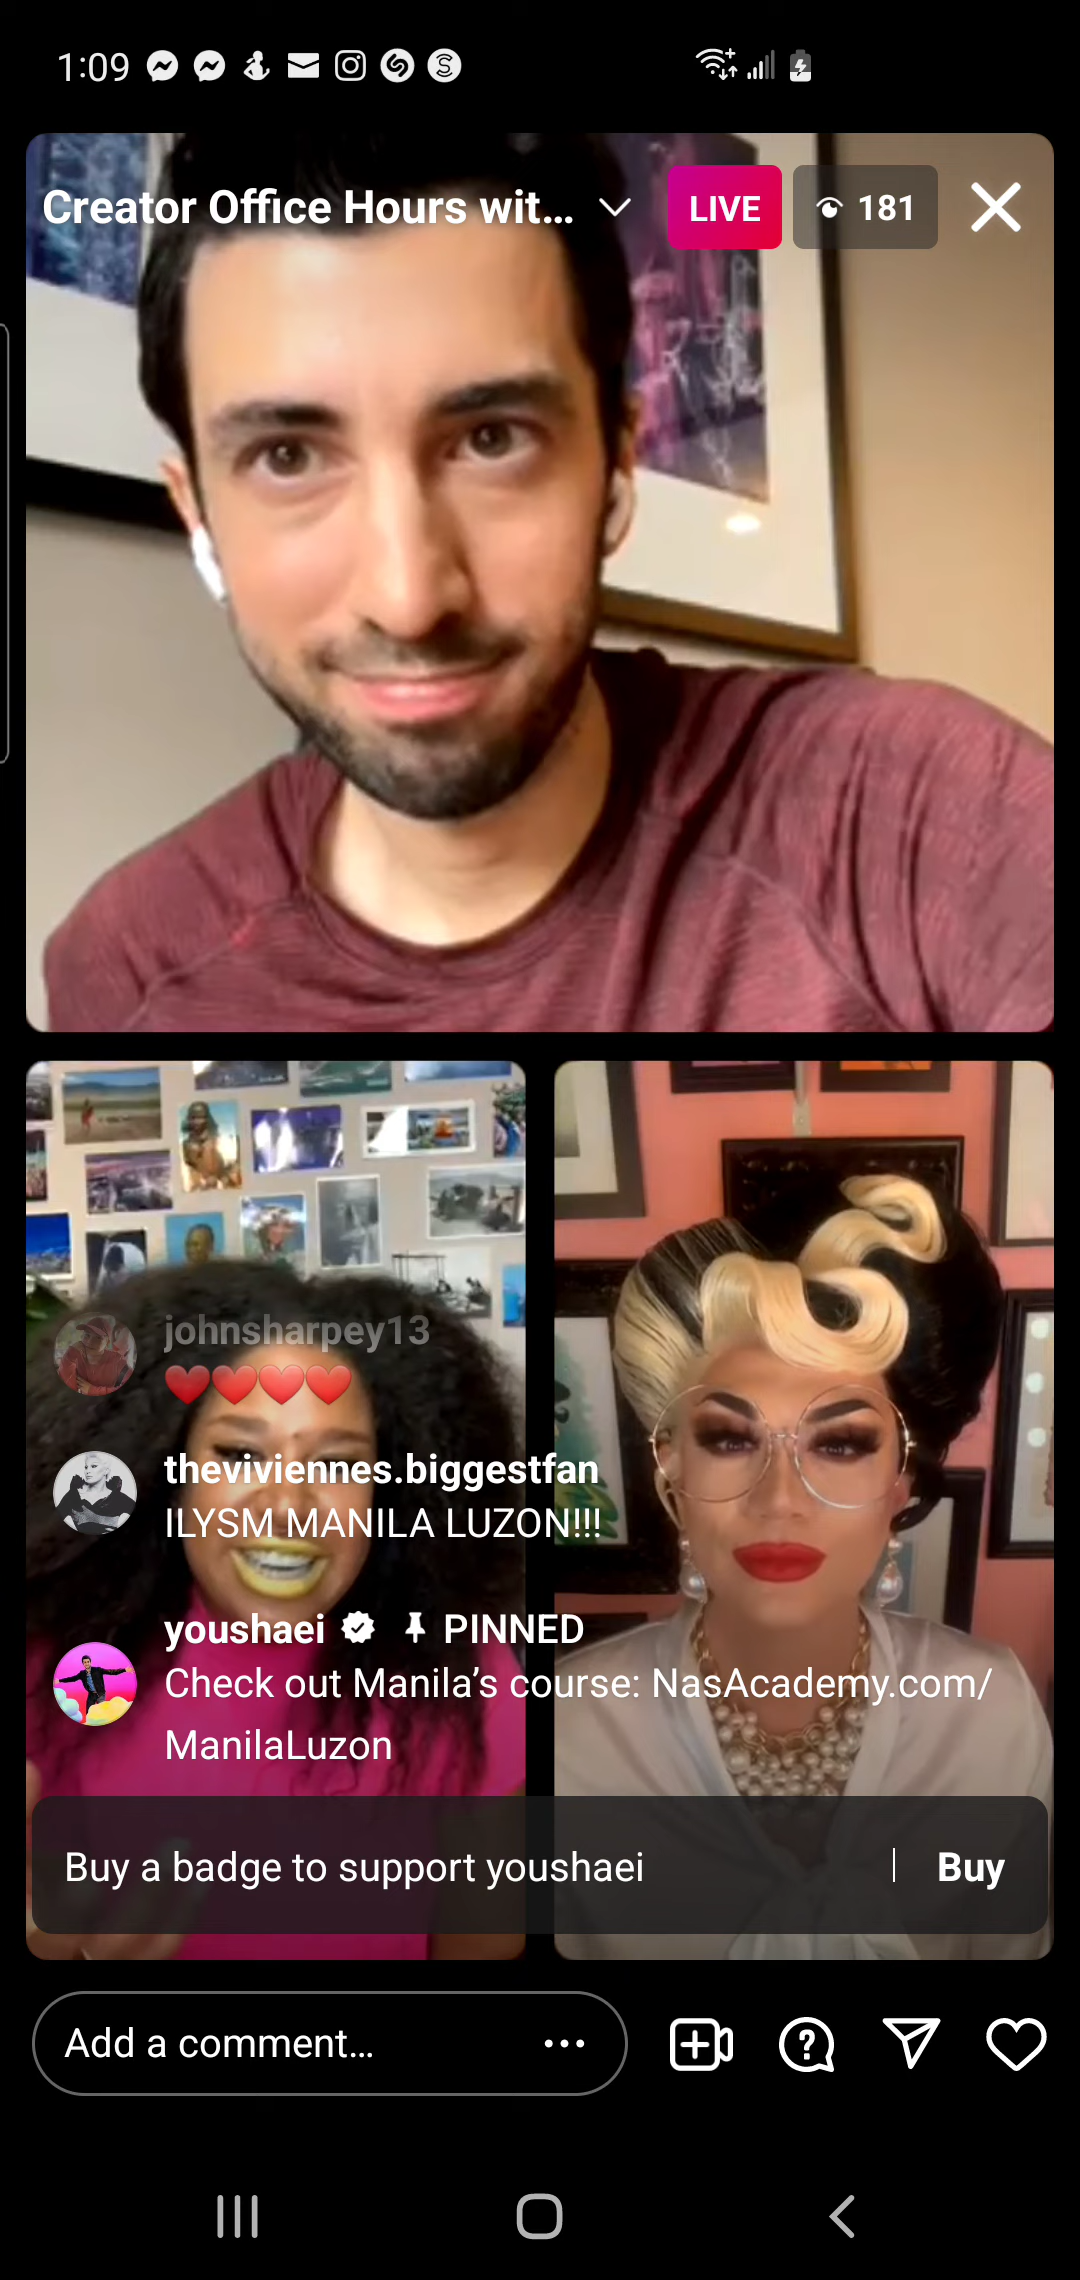 1:09
Creator Office Hours wit...
LIVE
181
johnsharpey13
❤️❤️❤️❤️
theviviennes.biggestfan
ILYSM MANILA LUZON!!!
youshaei PINNED
Check out Manila’s course: NasAcademy.com/
ManilaLuzon
Buy a badge to support youshaei | Buy
Add a comment...